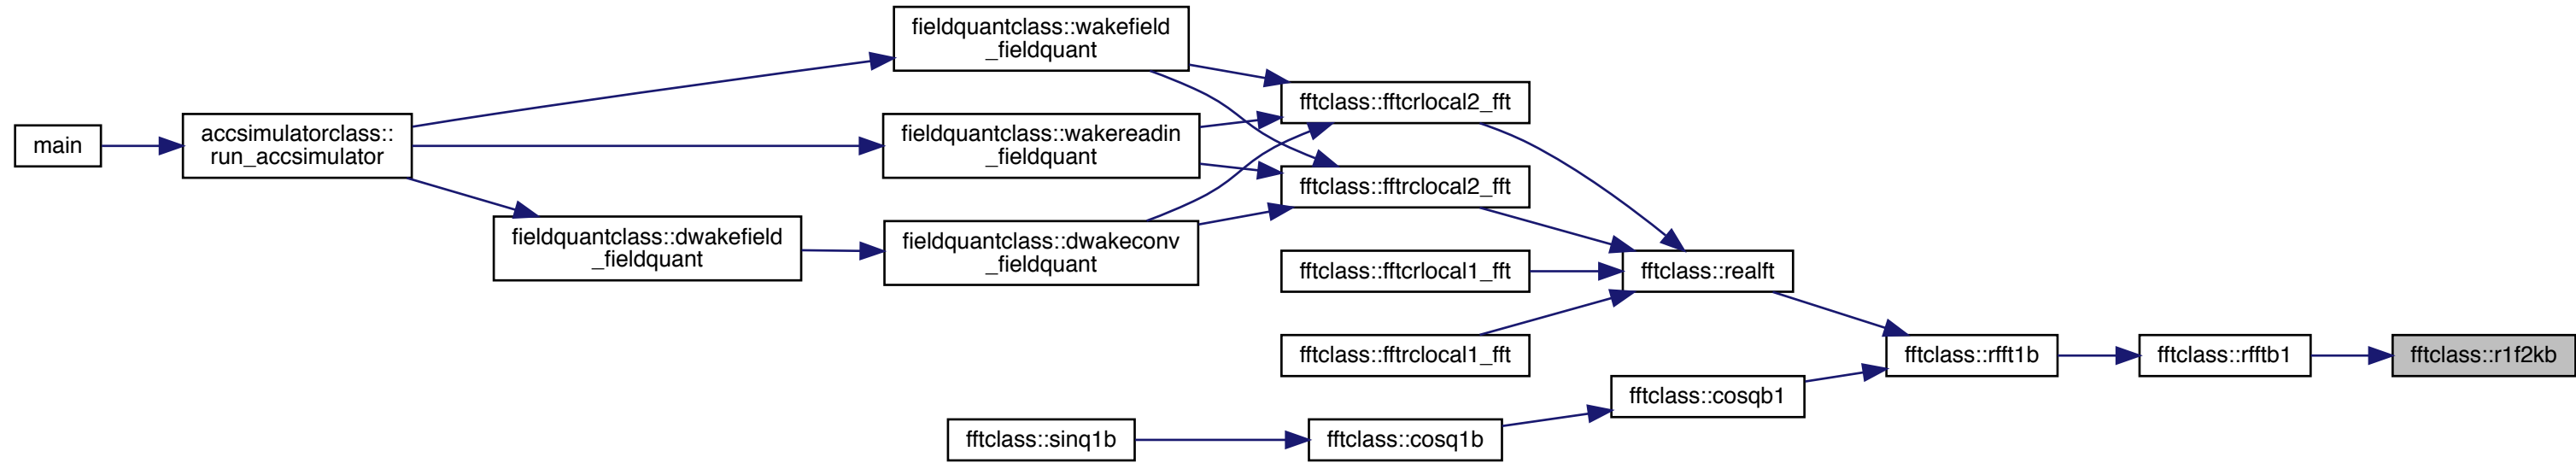 main
accsimulatorclass::
run_accsimulator
fieldquantclass::wakefield
_fieldquant
fieldquantclass::wakereadin
_fieldquant
fieldquantclass::dwakefield
_fieldquant
fieldquantclass::dwakeconv
_fieldquant
fftclass::fftcrlocal2_fft
fftclass::fftrclocal2_fft
fftclass::fftcrlocal1_fft
fftclass::fftrclocal1_fft
fftclass::realft
fftclass::sinq1b
fftclass::cosq1b
fftclass::cosqb1
fftclass::rfft1b
fftclass::rfftb1
fftclass::r1f2kb